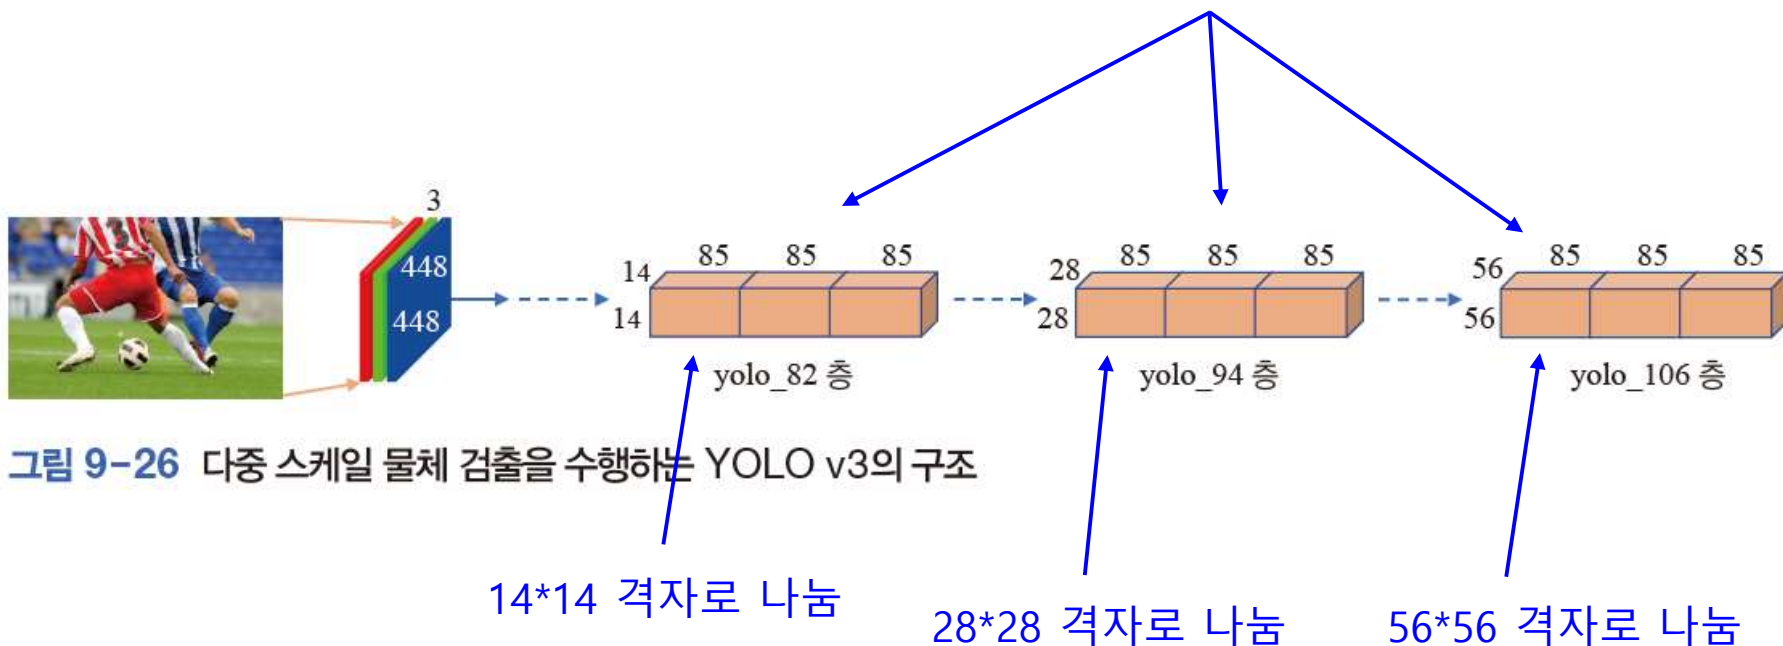 3
448
448
14
14
85 85 85
yolo_82 층
28
28
85 85 85
yolo_94 층
56
56
85 85 85
yolo_106 층
그림 9-26 다중 스케일 물체 검출을 수행하는 YOLO v3의 구조
14*14 격자로 나눔
28*28 격자로 나눔
56*56 격자로 나눔